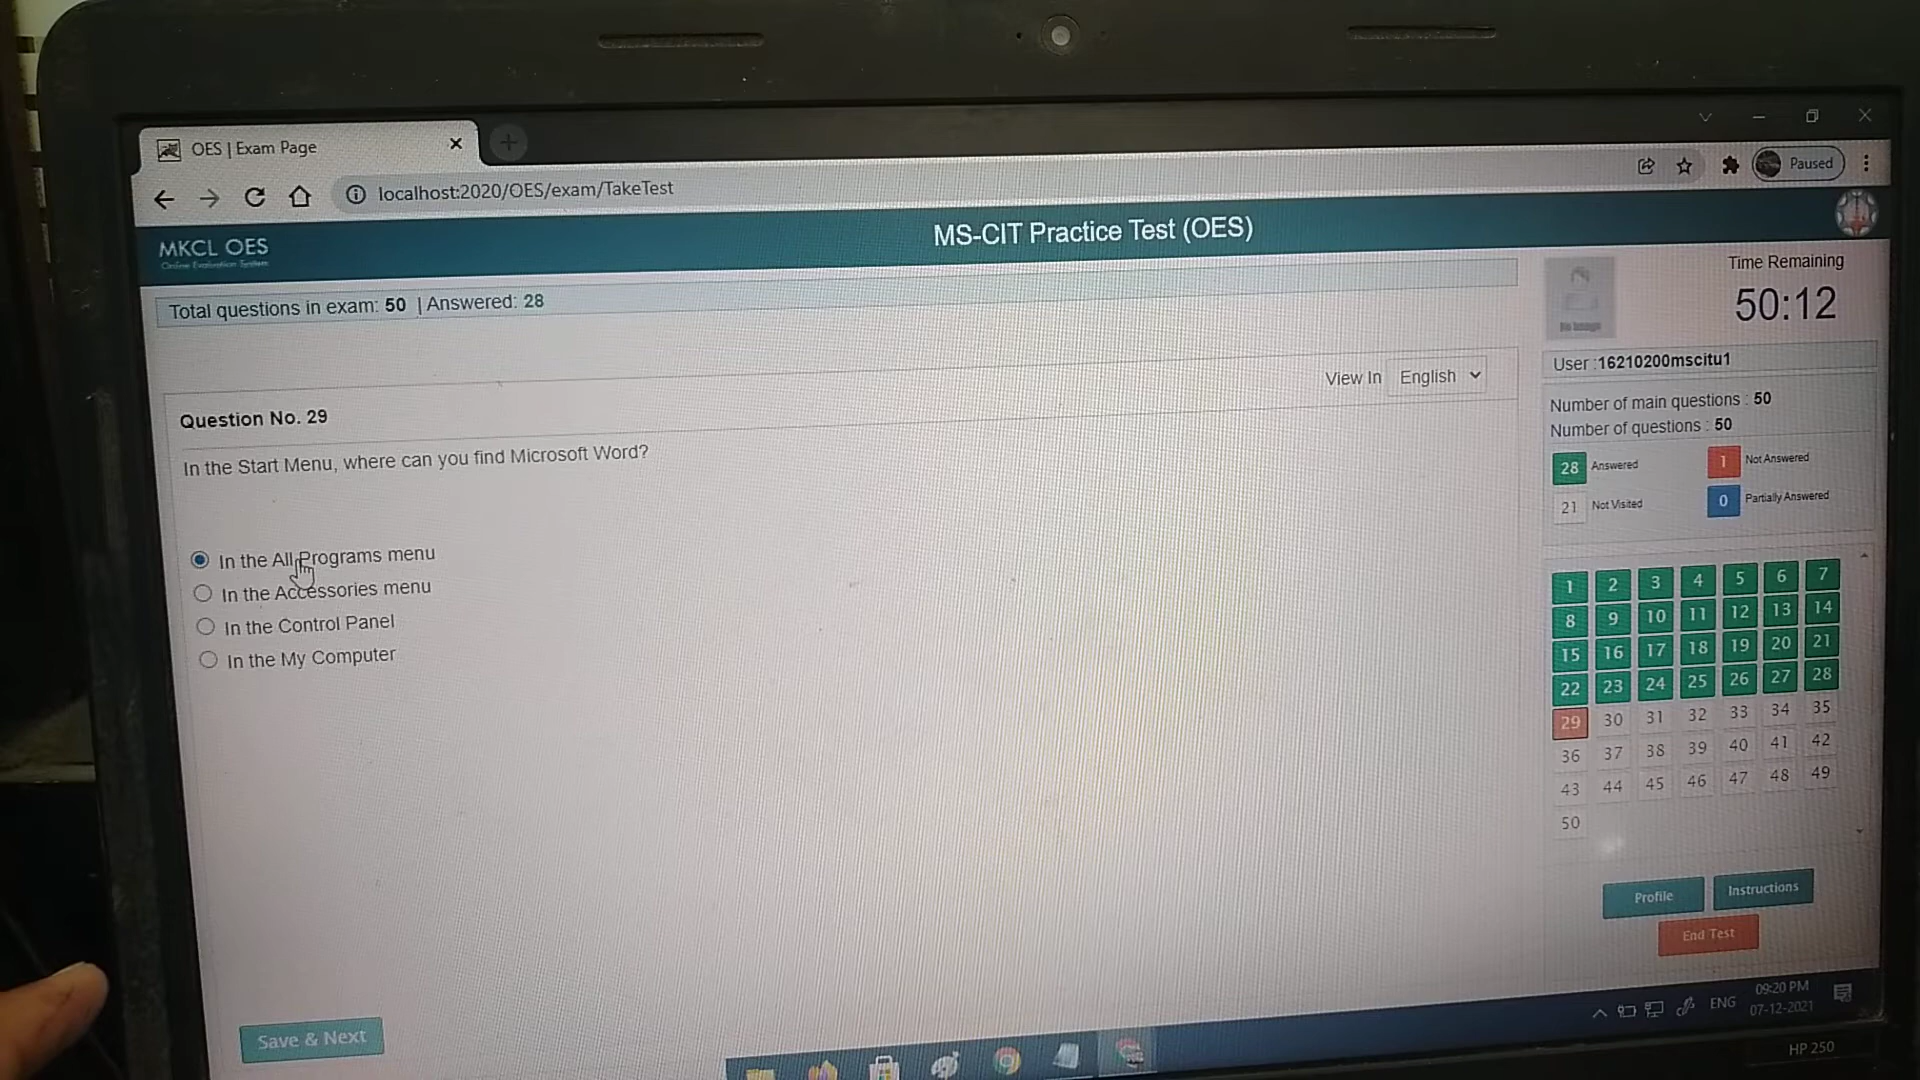 OES | Exam Page
Paused
localhost:2020/OES/exam/TakeTest
MKCL OES
Online Evaluation System
MS-CIT Practice Test (OES)
Total questions in exam: 50 | Answered: 28
Time Remaining
50:12
No Image
View In English
User :16210200mscitu1
Question No. 29
Number of main questions : 50
Number of questions : 50
In the Start Menu, where can you find Microsoft Word?
28 Answered 1 Not Answered
21 Not Visited 0 Partially Answered
In the All Programs menu
In the Accessories menu
In the Control Panel
In the My Computer
1 2 3 4 5 6 7
8 9 10 11 12 13 14
15 16 17 18 19 20 21
22 23 24 25 26 27 28
29 30 31 32 33 34 35
36 37 38 39 40 41 42
43 44 45 46 47 48 49
50
Profile Instructions
End Test
Save & Next
ENG
09:20 PM
07-12-2021
HP 250